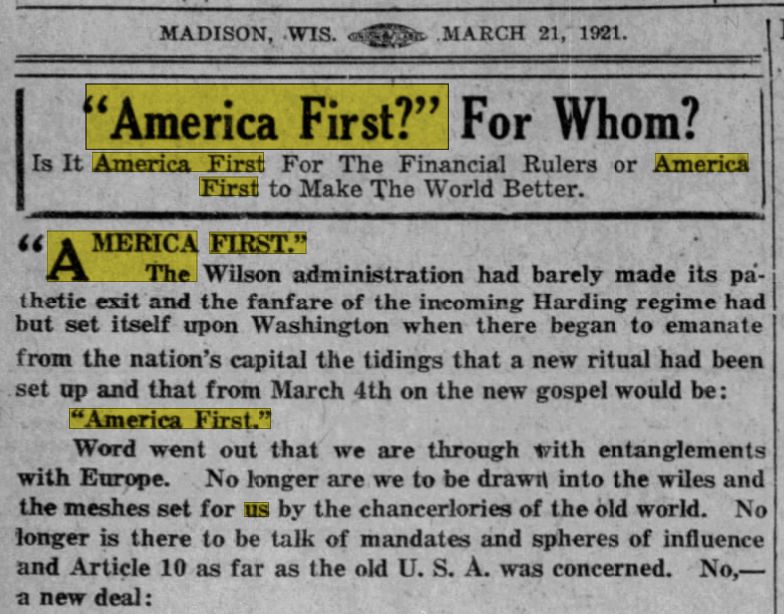 MADISON, WIS. MARCH 21, 1921.
“America First?” For Whom?
Is It America First For The Financial Rulers or America
First to Make The World Better.
“AMERICA FIRST.”
The Wilson administration had barely made its pa-
thetic exit and the fanfare of the incoming Harding regime had
but set itself upon Washington when there began to emanate
from the nation's capital the tidings that a new ritual had been
set up and that from March 4th on the new gospel would be:
“America First.”
Word went out that we are through with entanglements
with Europe. No longer are we to be drawn into the wiles and
the meshes set for us by the chancerlories of the old world. No
longer is there to be talk of mandates and spheres of influence
and Article 10 as far as the old U. S. A. was concerned. No,—
a new deal: